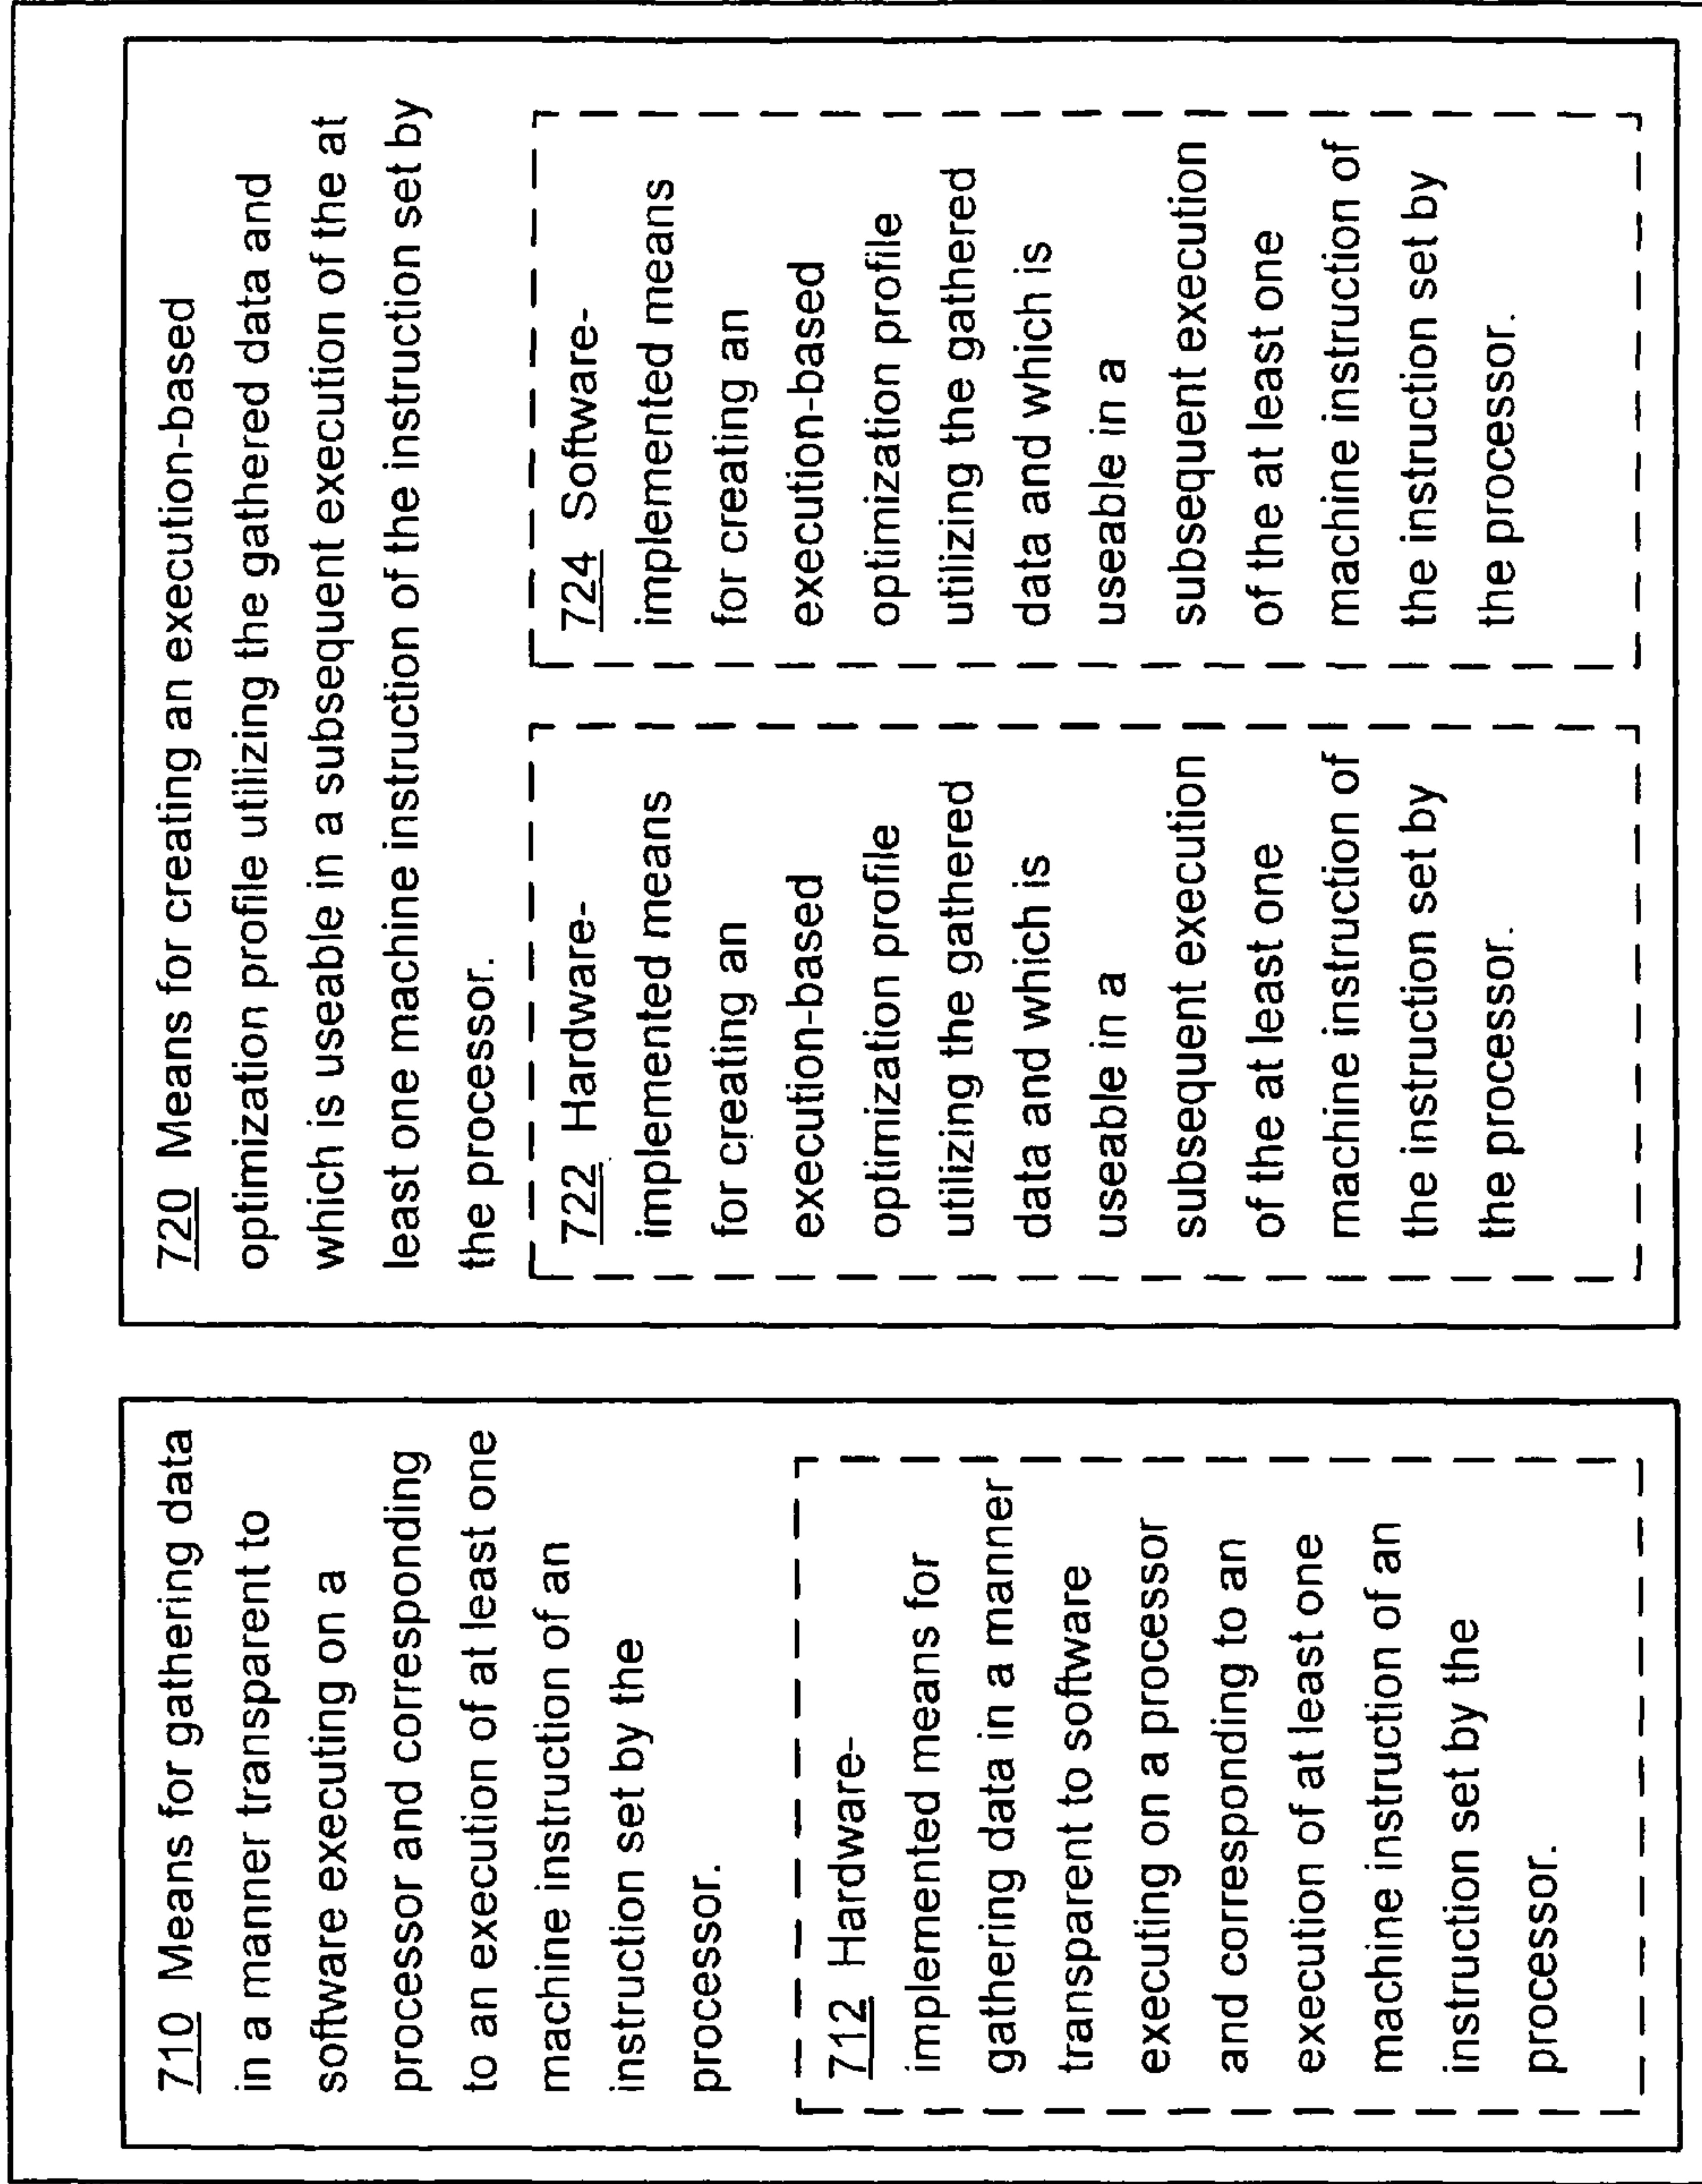 710 Means for gathering data
in a manner transparent to
software executing on a
processor and corresponding
to an execution of at least one
machine instruction of an
instruction set by the
processor.
712 Hardware-
implemented means for
gathering data in a manner
transparent to software
executing on a processor
and corresponding to an
execution of at least one
machine instruction of an
instruction set by the
processor.
720 Means for creating an execution-based
optimization profile utilizing the gathered data and
which is useable in a subsequent execution of the at
least one machine instruction of the instruction set by
the processor.
722 Hardware-
implemented means
for creating an
execution-based
optimization profile
utilizing the gathered
data and which is
useable in a
subsequent execution
of the at least one
machine instruction of
the instruction set by
the processor.
724 Software-
implemented means
for creating an
execution-based
optimization profile
utilizing the gathered
data and which is
useable in a
subsequent execution
of the at least one
machine instruction of
the instruction set by
the processor.